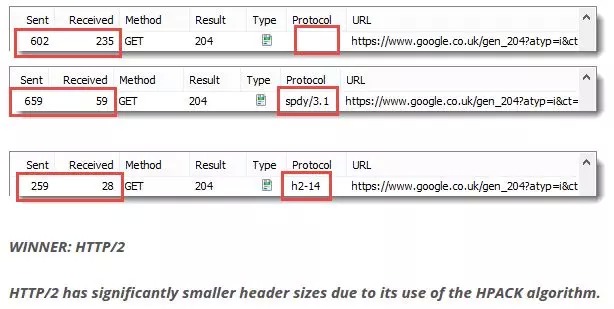 Sent Received Method Result Type Protocol URL
602 235 GET 204 https://www.google.co.uk/gen_204?atyp=i&ct
Sent Received Method Result Type Protocol URL
659 59 GET 204 spdy/3.1 https://www.google.co.uk/gen_204?atyp=i&ct=
Sent Received Method Result Type Protocol URL
259 28 GET 204 h2-14 https://www.google.co.uk/gen_204?atyp=i&ct
WINNER: HTTP/2
HTTP/2 has significantly smaller header sizes due to its use of the HPACK algorithm.